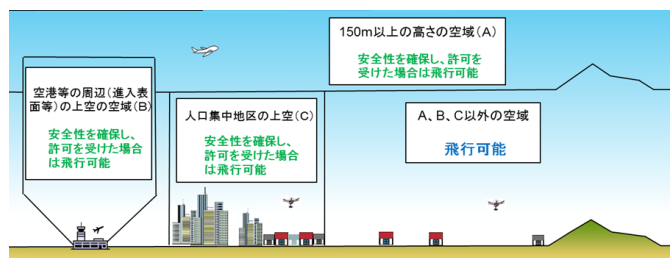 150m以上の高さの空域(A)
安全性を確保し、許可を
受けた場合は飛行可能
空港等の周辺(進入表
面等)の上空の空域(B)
安全性を確保し、
許可を受けた場合
は飛行可能
人口集中地区の上空(C)
安全性を確保し、
許可を受けた場合
は飛行可能
A、B、C以外の空域
飛行可能